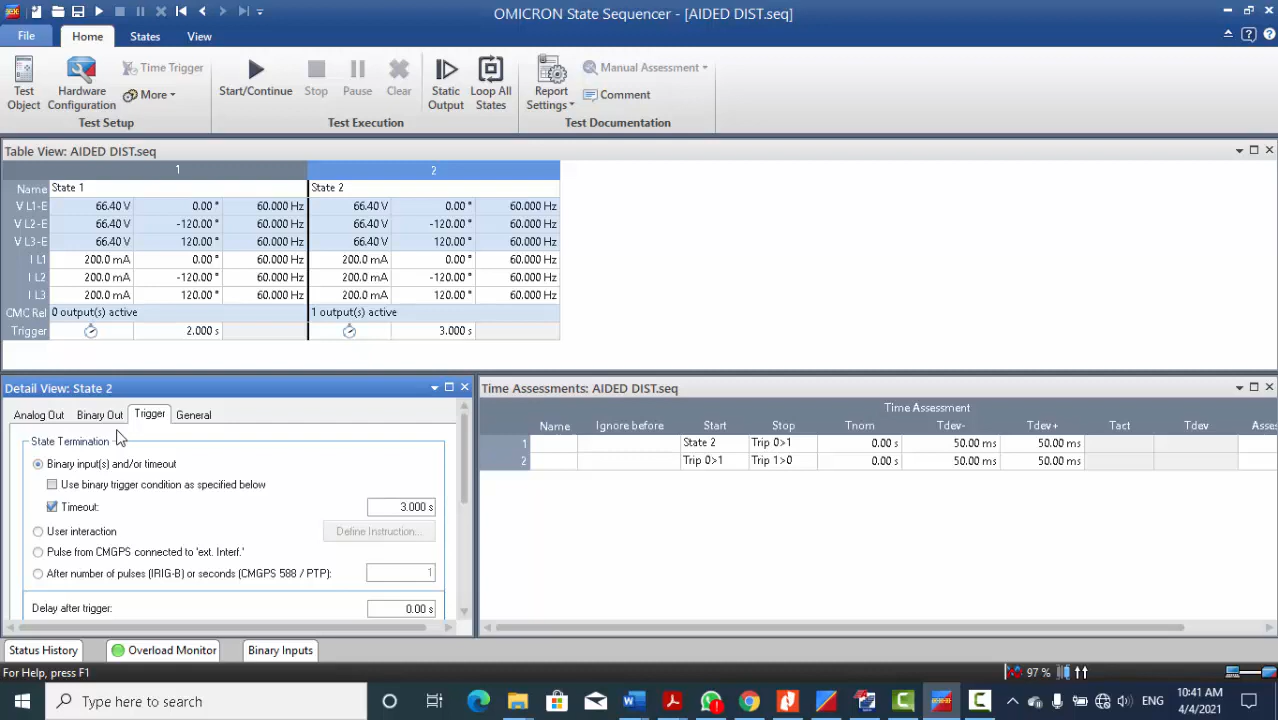 OMICRON State Sequencer - [AIDED DIST.seq]
File Home States View
Test Object
Hardware Configuration
Time Trigger
More
Test Setup
Start/Continue
Stop
Pause
Clear
Static Output
Loop All States
Test Execution
Report Settings
Manual Assessment
Comment
Test Documentation
Table View: AIDED DIST.seq
1 2
Name State 1 State 2
V L1-E 66.40 V 0.00 ° 60.000 Hz 66.40 V 0.00 ° 60.000 Hz
V L2-E 66.40 V -120.00 ° 60.000 Hz 66.40 V -120.00 ° 60.000 Hz
V L3-E 66.40 V 120.00 ° 60.000 Hz 66.40 V 120.00 ° 60.000 Hz
I L1 200.0 mA 0.00 ° 60.000 Hz 200.0 mA 0.00 ° 60.000 Hz
I L2 200.0 mA -120.00 ° 60.000 Hz 200.0 mA -120.00 ° 60.000 Hz
I L3 200.0 mA 120.00 ° 60.000 Hz 200.0 mA 120.00 ° 60.000 Hz
CMC Rel 0 output(s) active 1 output(s) active
Trigger 2.000 s 3.000 s
Detail View: State 2
Analog Out Binary Out Trigger General
State Termination
Binary input(s) and/or timeout
Use binary trigger condition as specified below
Timeout: 3.000 s
User interaction Define Instruction...
Pulse from CMGPS connected to 'ext. Interf.'
After number of pulses (IRIG-B) or seconds (CMGPS 588 / PTP): 1
Delay after trigger: 0.00 s
Time Assessments: AIDED DIST.seq
Time Assessment
Name Ignore before Start Stop Tnom Tdev- Tdev+ Tact Tdev Asses
1 State 2 Trip 0>1 0.00 s 50.00 ms 50.00 ms
2 Trip 0>1 Trip 1>0 0.00 s 50.00 ms 50.00 ms
Status History Overload Monitor Binary Inputs
For Help, press F1
97 %
Type here to search
ENG
10:41 AM
4/4/2021